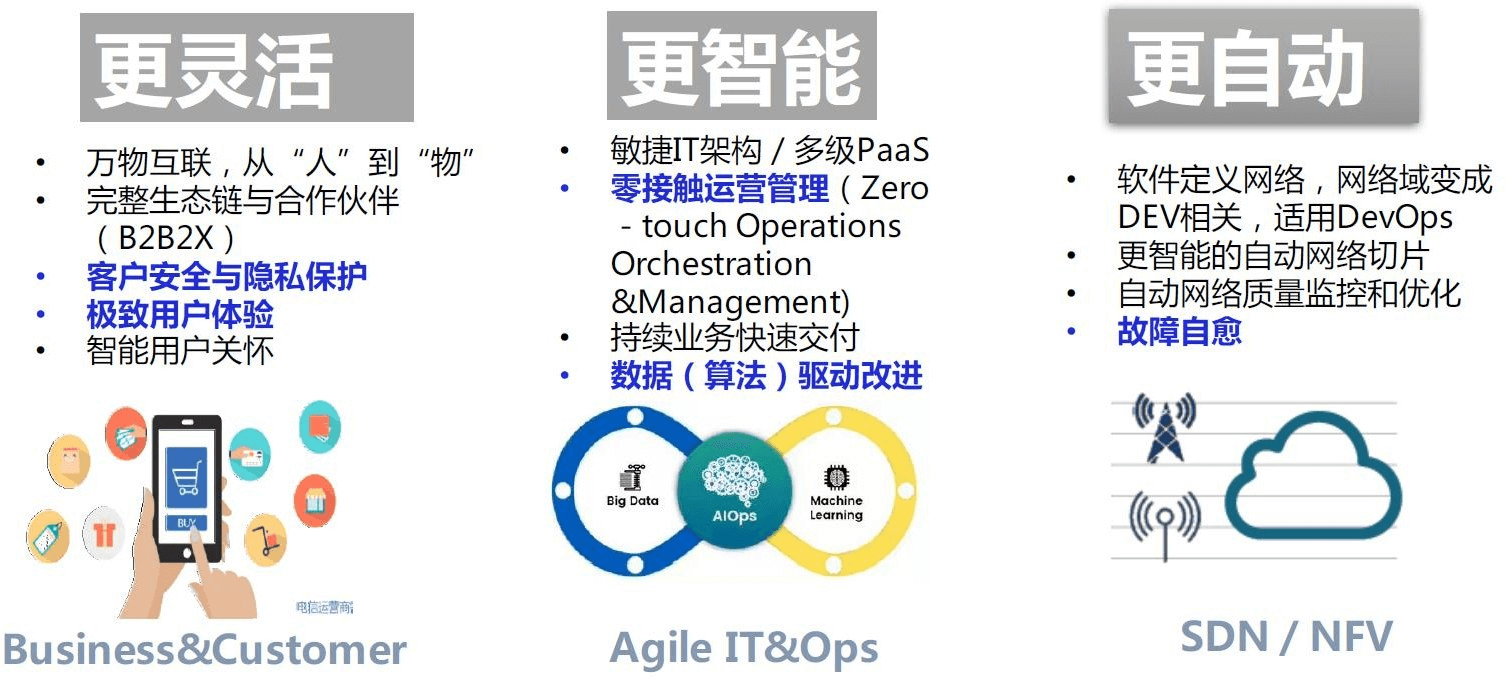 更灵活
• 万物互联，从“人”到“物”
• 完整生态链与合作伙伴
（B2B2X）
• 客户安全与隐私保护
• 极致用户体验
• 智能用户关怀
BUY
电信运营商
Business&Customer
更智能
• 敏捷IT架构 / 多级PaaS
• 零接触运营管理（Zero
- touch Operations
Orchestration
&Management)
• 持续业务快速交付
• 数据（算法）驱动改进
Big Data
AIOps
Machine
Learning
Agile IT&Ops
更自动
• 软件定义网络，网络域变成
DEV相关，适用DevOps
• 更智能的自动网络切片
• 自动网络质量监控和优化
• 故障自愈
SDN / NFV